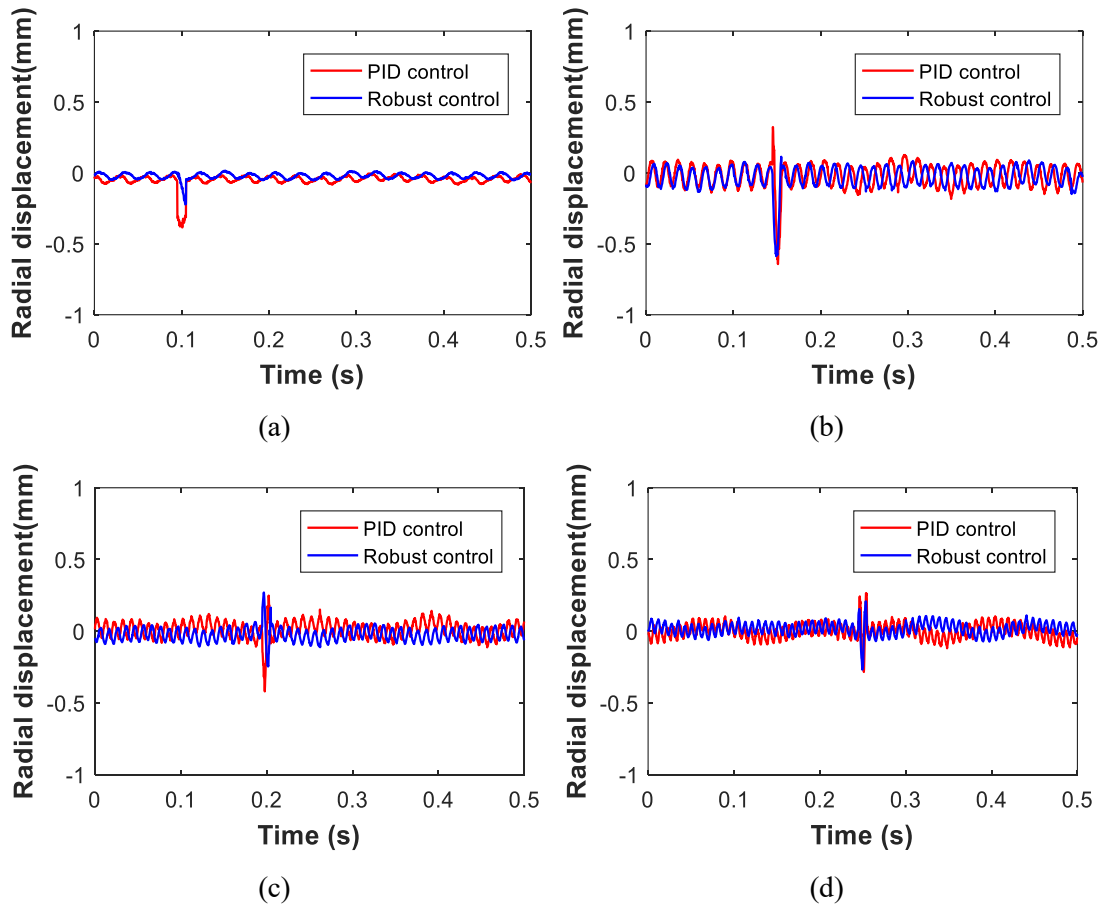 1
0.5
0
-0.5
-1
Radial displacement(mm)
PID control
Robust control
0 0.1 0.2 0.3 0.4 0.5
Time (s)
(a)
1
0.5
0
-0.5
-1
Radial displacement(mm)
PID control
Robust control
0 0.1 0.2 0.3 0.4 0.5
Time (s)
(b)
1
0.5
0
-0.5
-1
Radial displacement(mm)
PID control
Robust control
0 0.1 0.2 0.3 0.4 0.5
Time (s)
(c)
1
0.5
0
-0.5
-1
Radial displacement(mm)
PID control
Robust control
0 0.1 0.2 0.3 0.4 0.5
Time (s)
(d)